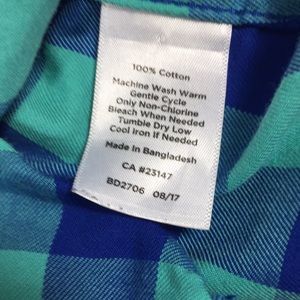 100% Cotton
Machine Wash Warm
Gentle Cycle
Only Non-Chlorine
Bleach When Needed
Tumble Dry Low
Cool Iron If Needed
Made in Bangladesh
CA #23147
BD2706 08/17